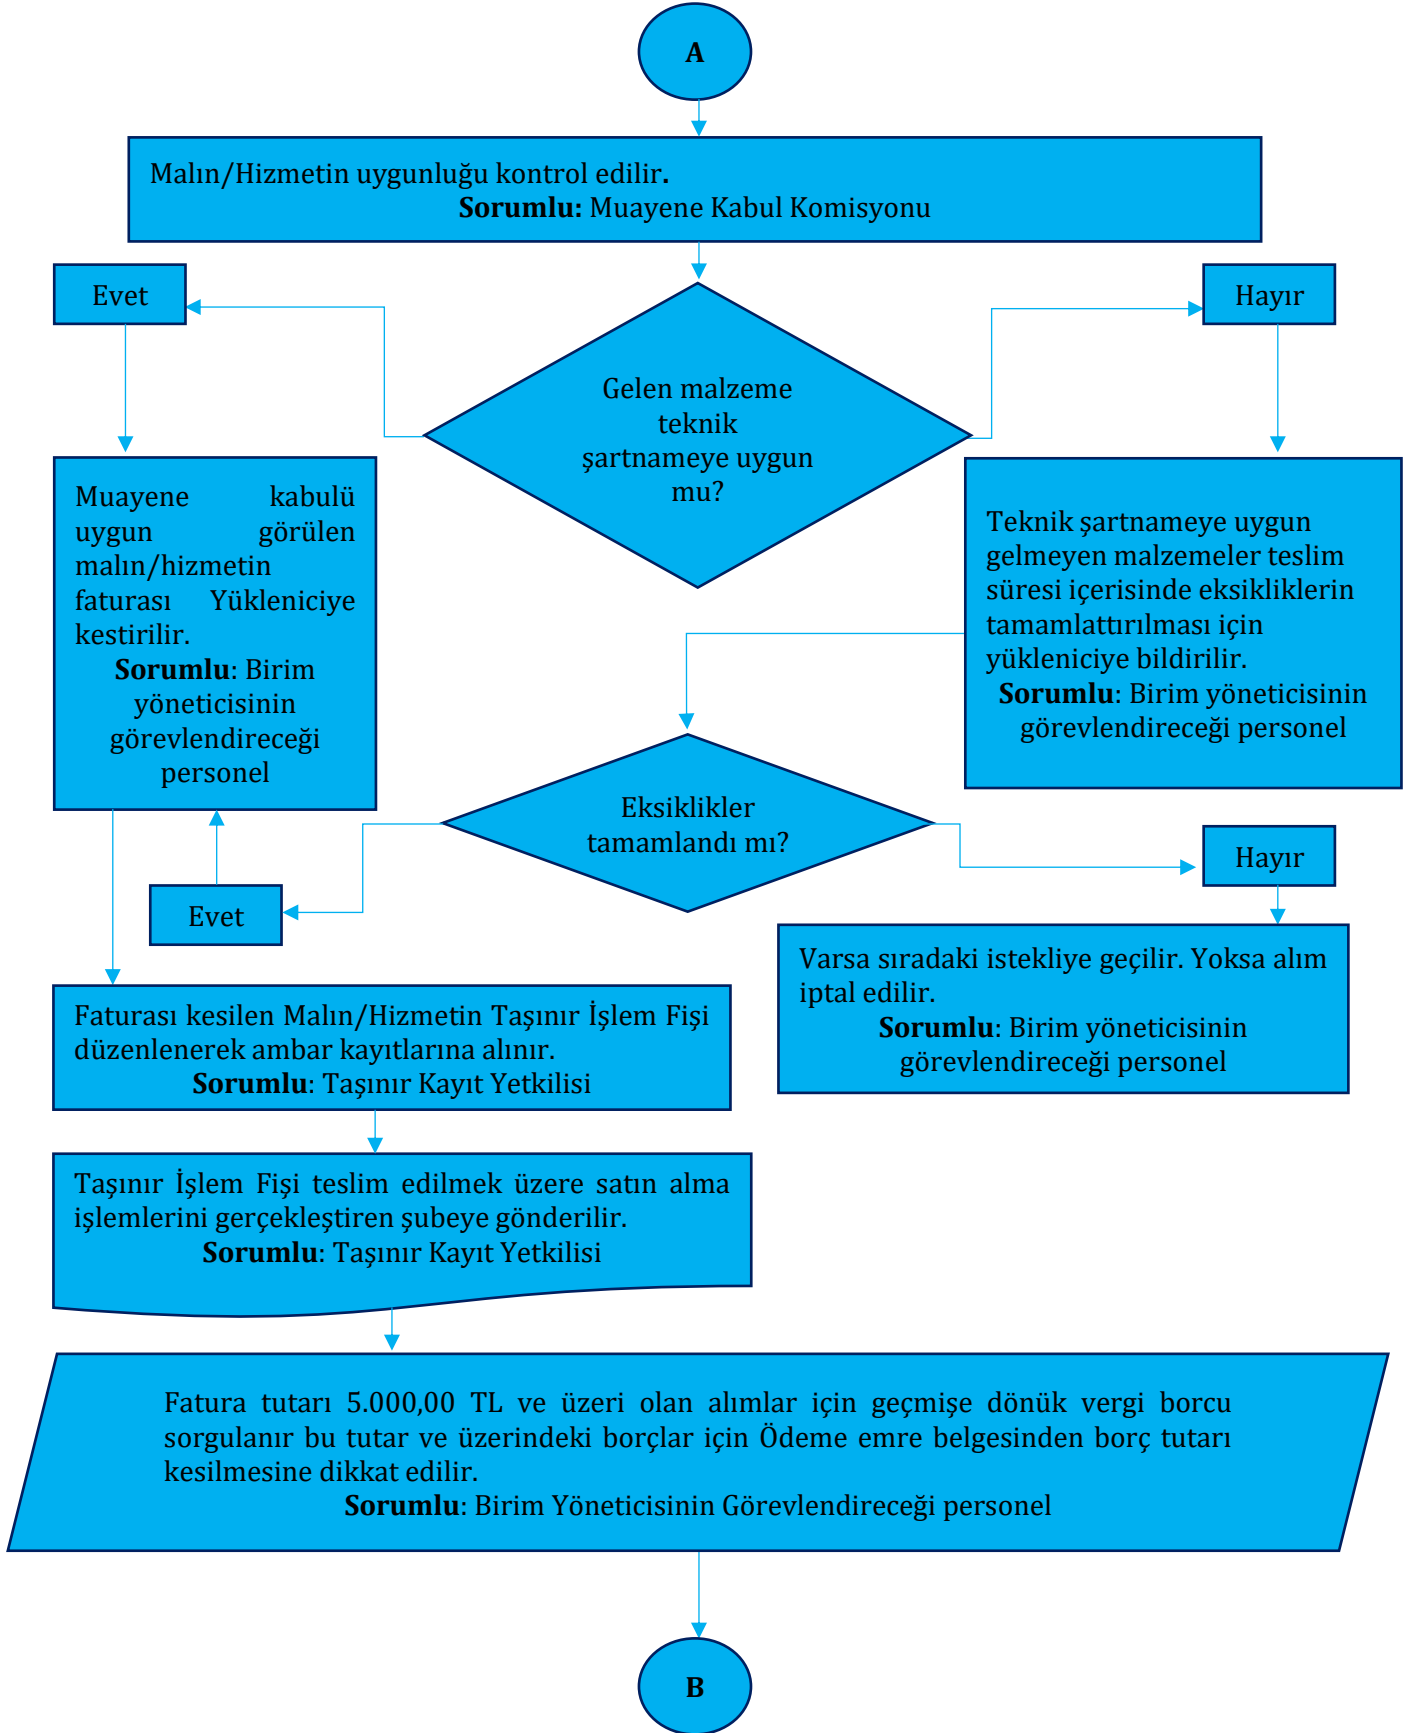 A
Malın/Hizmetin uygunluğu kontrol edilir.
Sorumlu: Muayene Kabul Komisyonu
Evet
Hayır
Gelen malzeme
teknik
şartnameye uygun
mu?
Muayene kabulü
uygun görülen
malın/hizmetin
faturası Yükleniciye
kestirilir.
Sorumlu: Birim
yöneticisinin
görevlendireceği
personel
Teknik şartnameye uygun
gelmeyen malzemeler teslim
süresi içerisinde eksikliklerin
tamamlattırılması için
yükleniciye bildirilir.
Sorumlu: Birim yöneticisinin
görevlendireceği personel
Eksiklikler
tamamlandı mı?
Evet
Hayır
Varsa sıradaki istekliye geçilir. Yoksa alım
iptal edilir.
Sorumlu: Birim yöneticisinin
görevlendireceği personel
Faturası kesilen Malın/Hizmetin Taşınır İşlem Fişi
düzenlenerek ambar kayıtlarına alınır.
Sorumlu: Taşınır Kayıt Yetkilisi
Taşınır İşlem Fişi teslim edilmek üzere satın alma
işlemlerini gerçekleştiren şubeye gönderilir.
Sorumlu: Taşınır Kayıt Yetkilisi
Fatura tutarı 5.000,00 TL ve üzeri olan alımlar için geçmişe dönük vergi borcu
sorgulanır bu tutar ve üzerindeki borçlar için Ödeme emre belgesinden borç tutarı
kesilmesine dikkat edilir.
Sorumlu: Birim Yöneticisinin Görevlendireceği personel
B